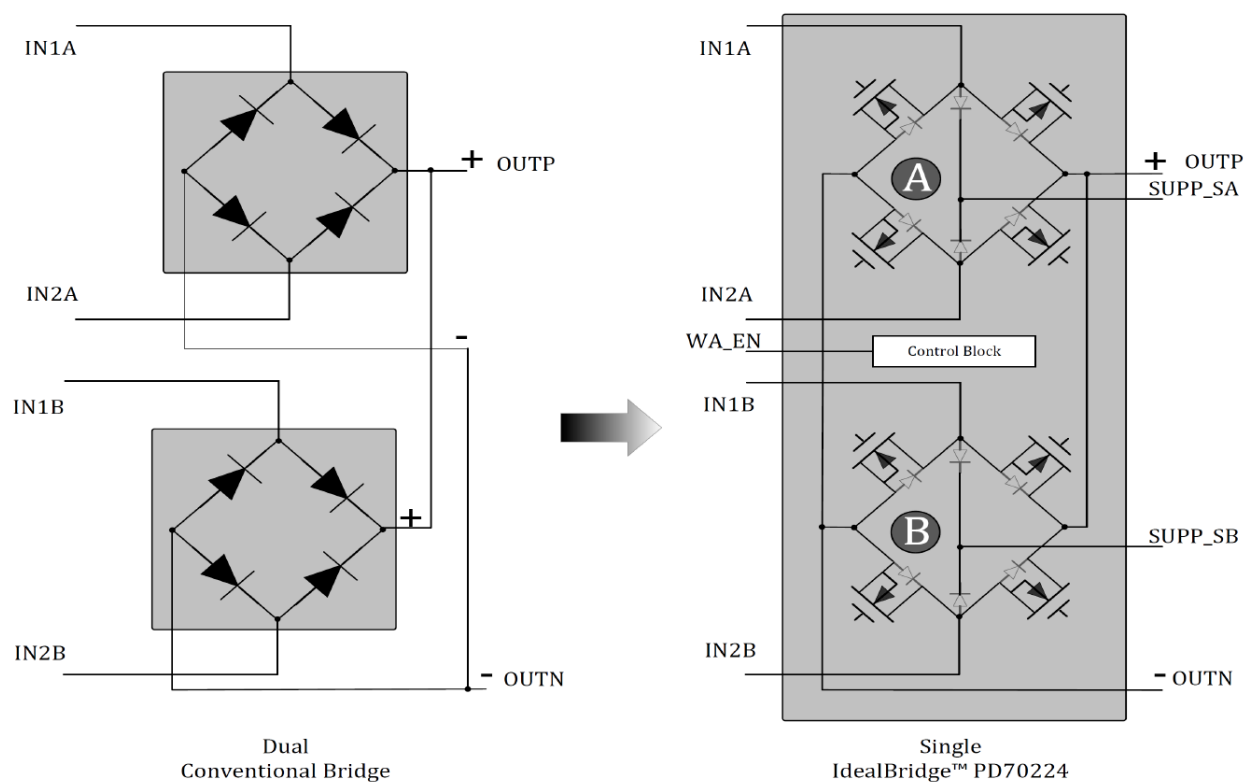 IN1A
+ OUTP
IN2A
-
IN1B
+
IN2B
- OUTN
Dual
Conventional Bridge
IN1A
A
+ OUTP
SUPP_SA
IN2A
WA_EN
Control Block
IN1B
B
SUPP_SB
IN2B
- OUTN
Single
IdealBridge™ PD70224